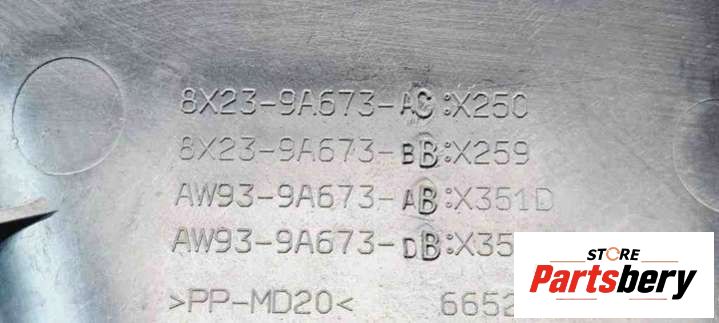 8X23-9A673-AC:X250
8X23-9A673-BB:X259
AW93-9A673-AB:X351D
AW93-9A673-DB:X35
>PP-MD20< 6652
STORE
Partsbery